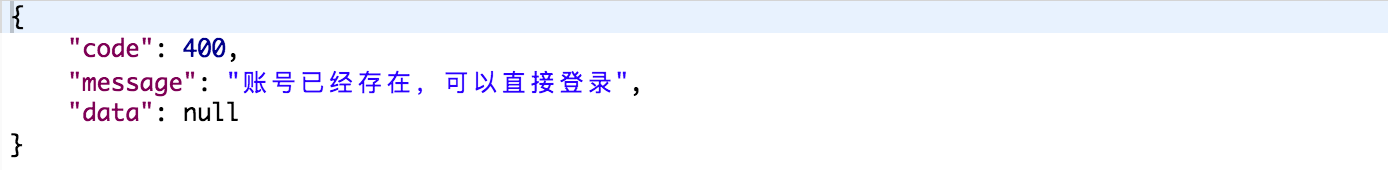 {
    "code": 400,
    "message": "账号已经存在，可以直接登录",
    "data": null
}